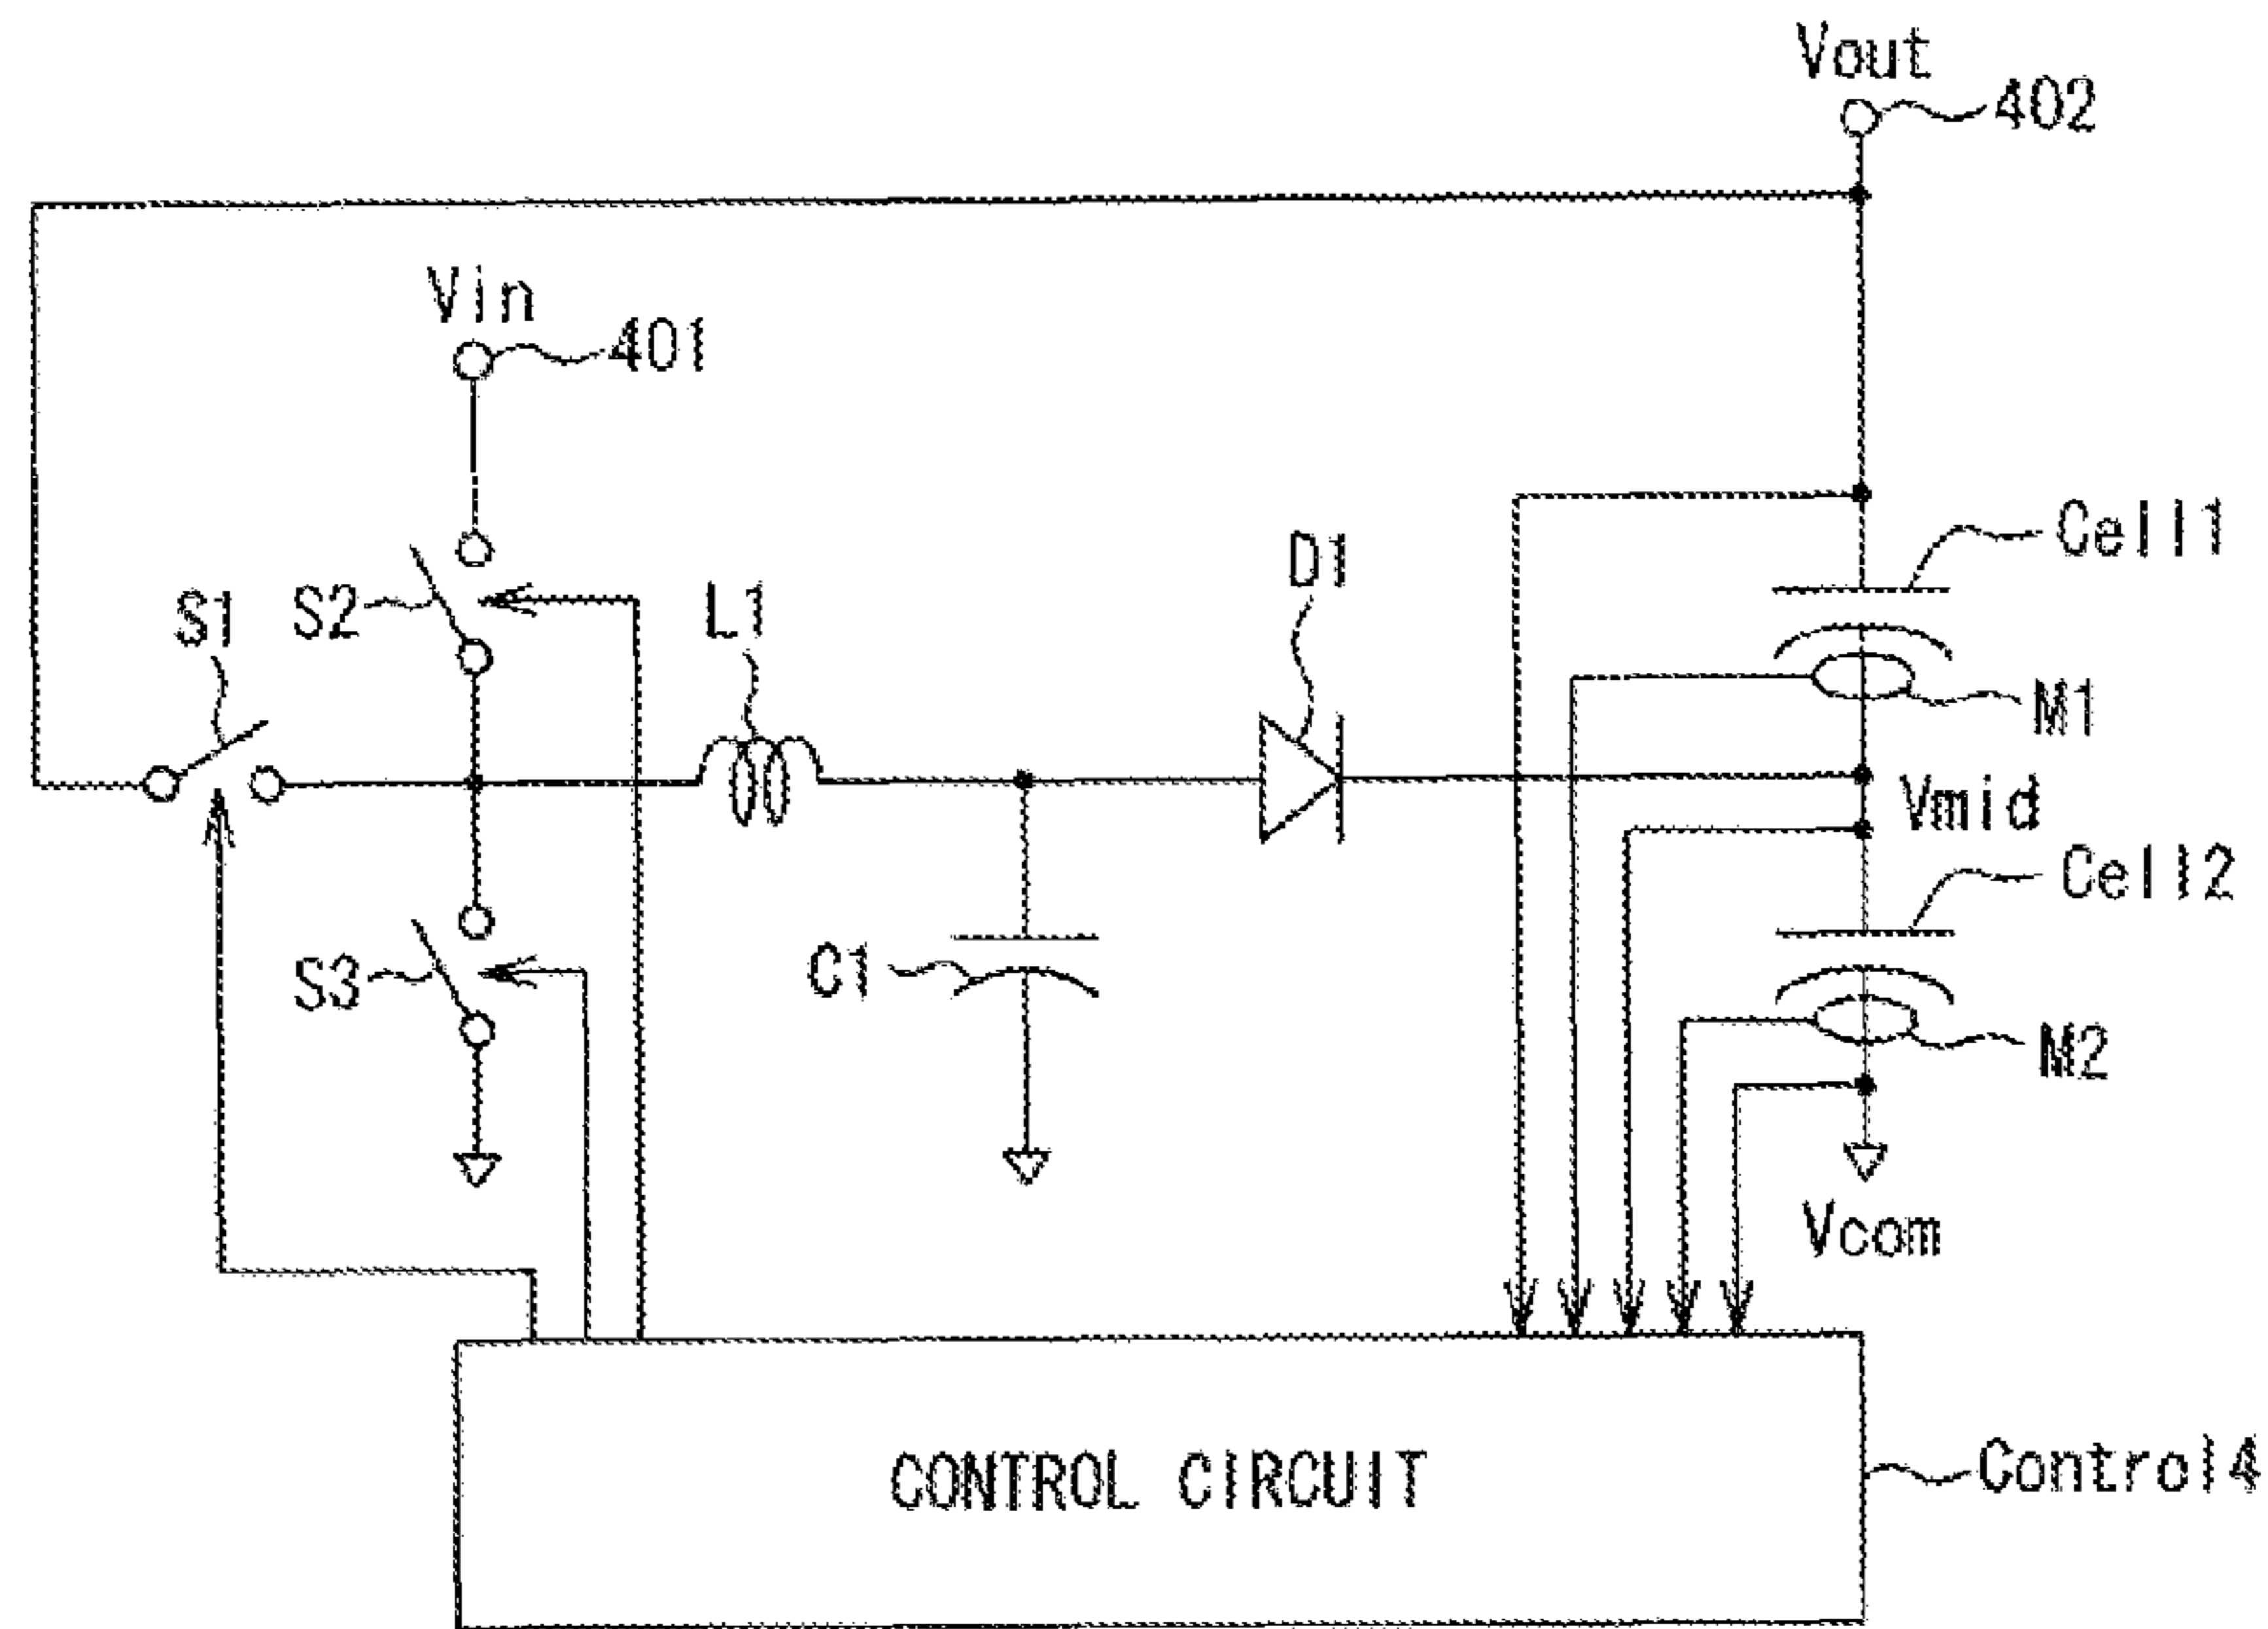 Vout
402
Vin
401
S1
S2
L1
D1
Cell1
M1
Vmid
Cell2
S3
C1
M2
Vcom
CONTROL CIRCUIT
Control4